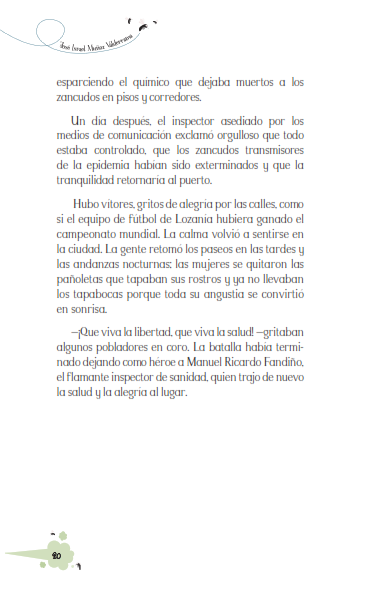 José Israel Muñoz Valderrama
esparciendo el químico que dejaba muertos a los
zancudos en pisos y corredores.
Un día después, el inspector asediado por los
medios de comunicación exclamó orgulloso que todo
estaba controlado, que los zancudos transmisores
de la epidemia habían sido exterminados y que la
tranquilidad retornaría al puerto.
Hubo vítores, gritos de alegría por las calles, como
si el equipo de fútbol de Lozanía hubiera ganado el
campeonato mundial. La calma volvió a sentirse en
la ciudad. La gente retomó los paseos en las tardes y
las andanzas nocturnas; las mujeres se quitaron las
pañoletas que tapaban sus rostros y ya no llevaban
los tapabocas porque toda su angustia se convirtió
en sonrisa.
—¡Que viva la libertad, que viva la salud! —gritaban
algunos pobladores en coro. La batalla había termi-
nado dejando como héroe a Manuel Ricardo Fandiño,
el flamante inspector de sanidad, quien trajo de nuevo
la salud y la alegría al lugar.
20